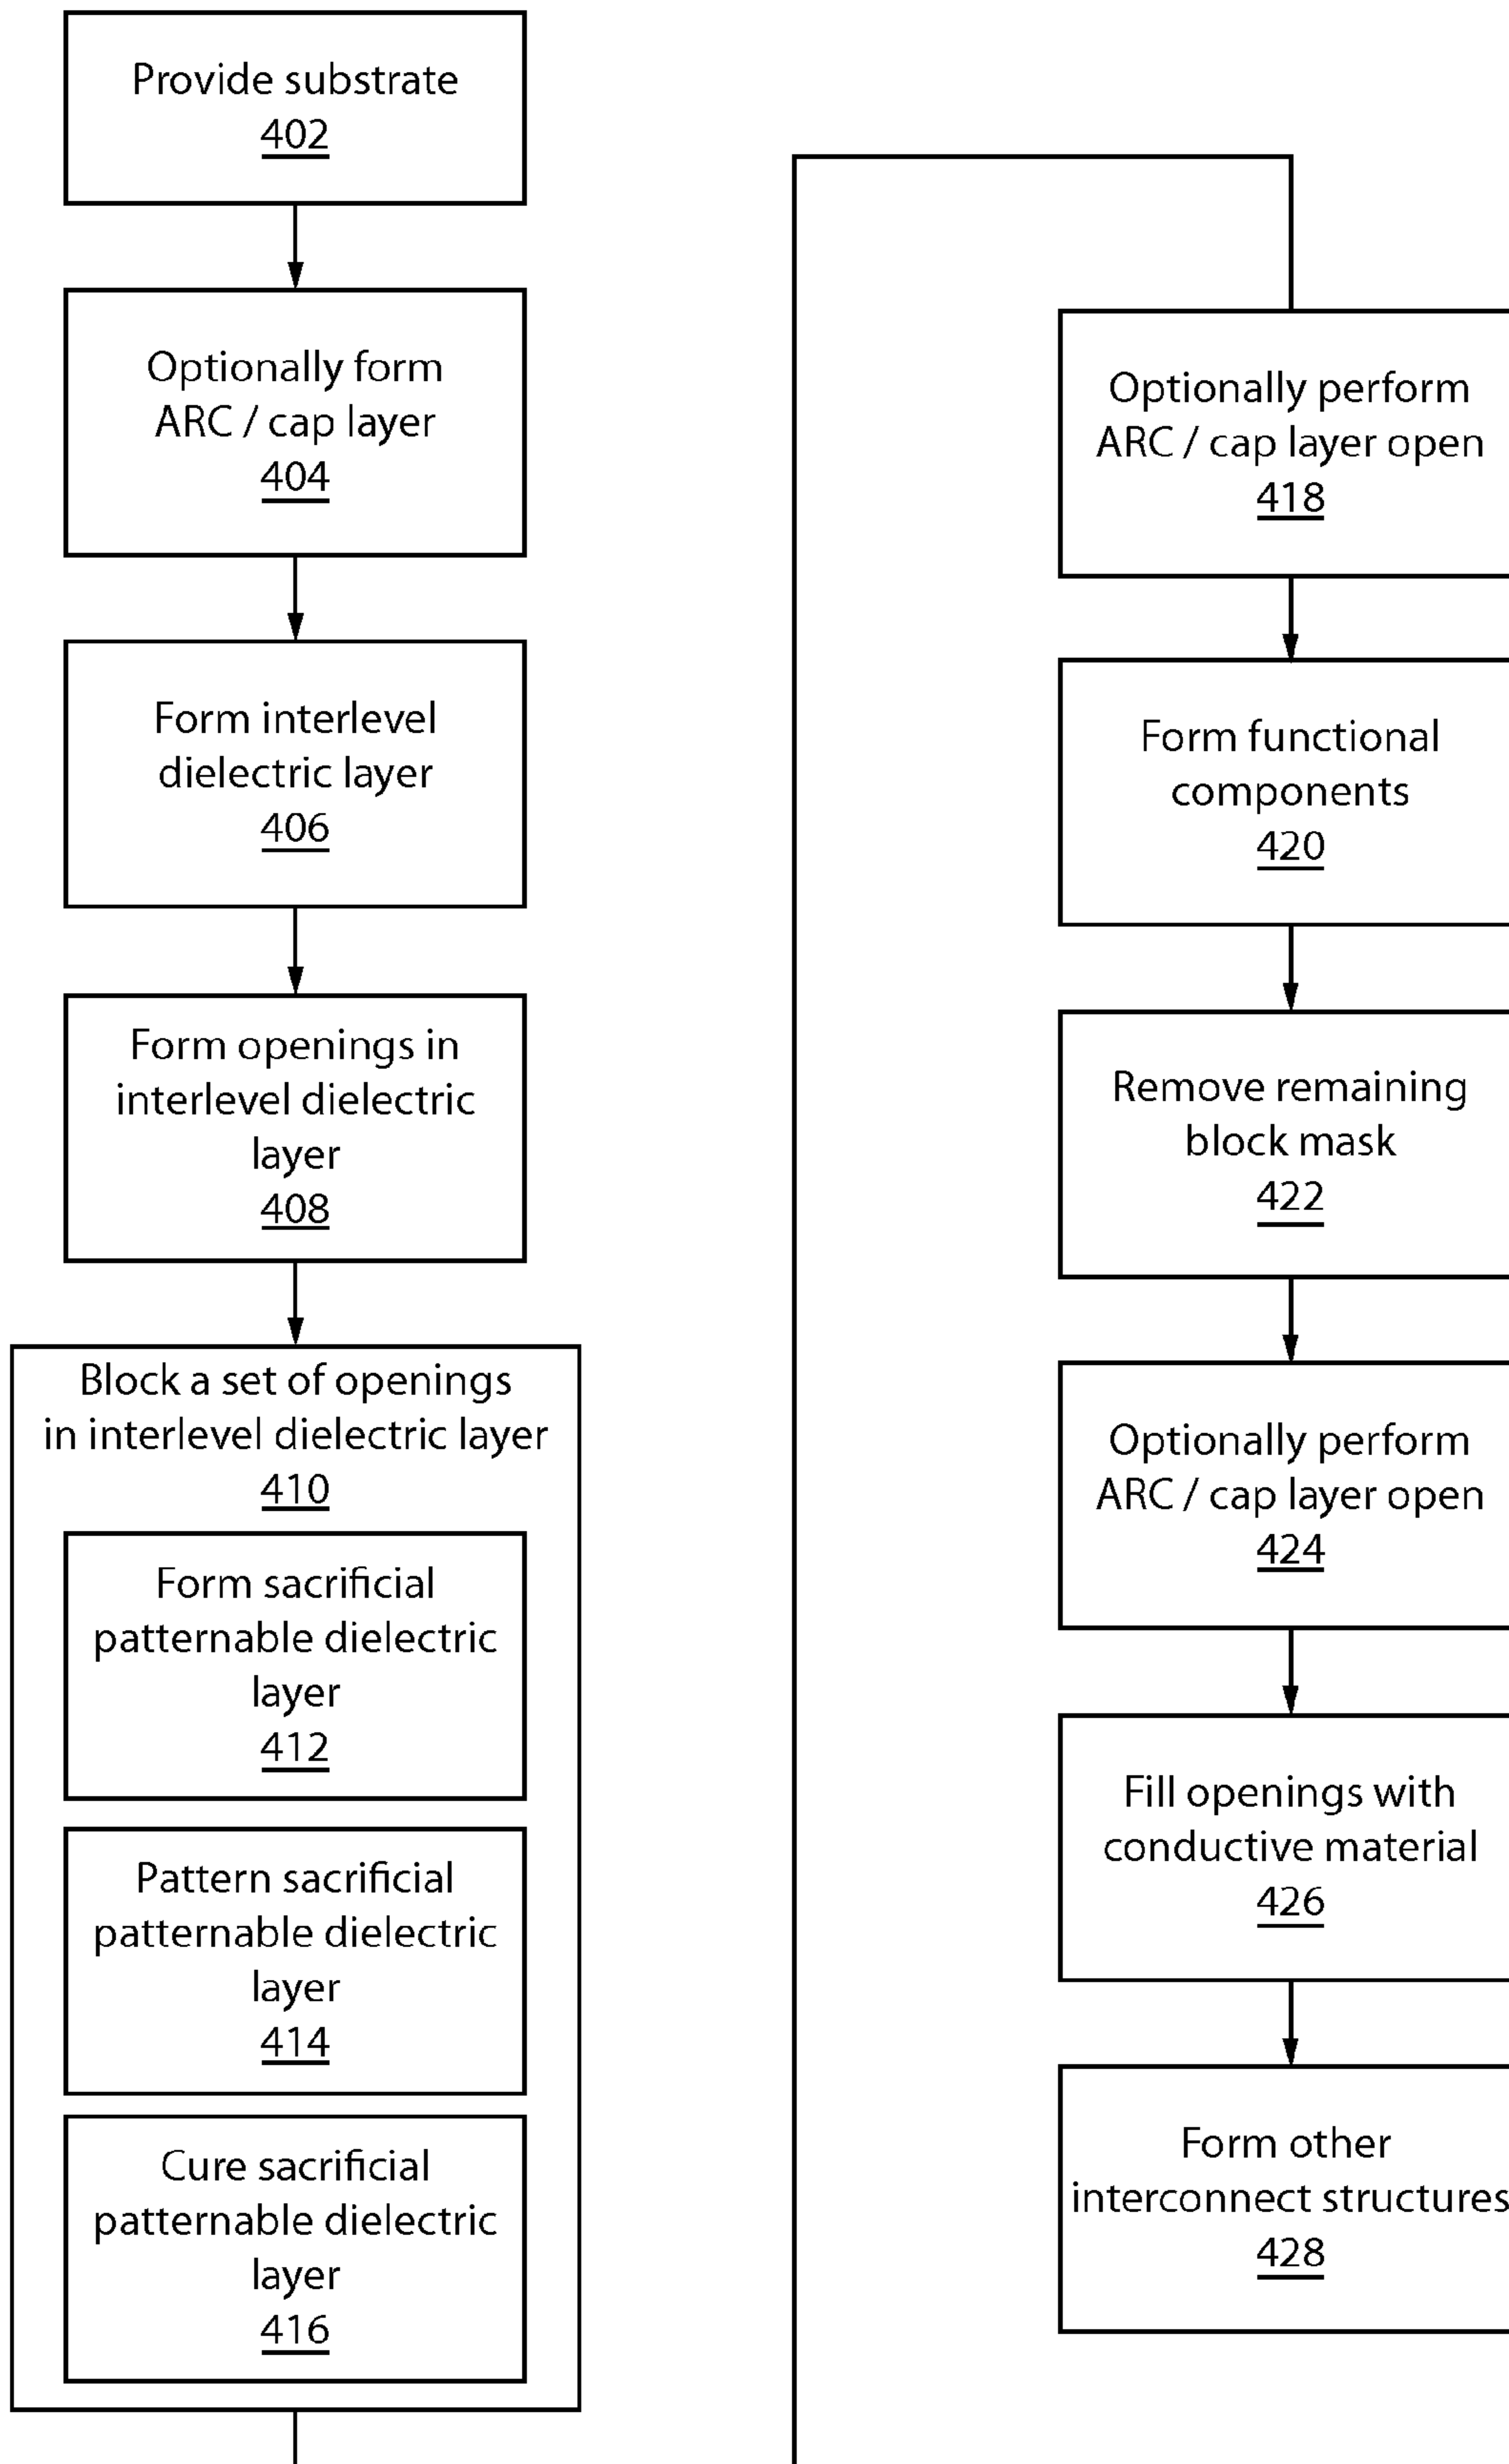 Provide substrate
402
Optionally form
ARC / cap layer
404
Form interlevel
dielectric layer
406
Form openings in
interlevel dielectric
layer
408
Block a set of openings
in interlevel dielectric layer
410
Form sacrificial
patternable dielectric
layer
412
Pattern sacrificial
patternable dielectric
layer
414
Cure sacrificial
patternable dielectric
layer
416
Optionally perform
ARC / cap layer open
418
Form functional
components
420
Remove remaining
block mask
422
Optionally perform
ARC / cap layer open
424
Fill openings with
conductive material
426
Form other
interconnect structures
428